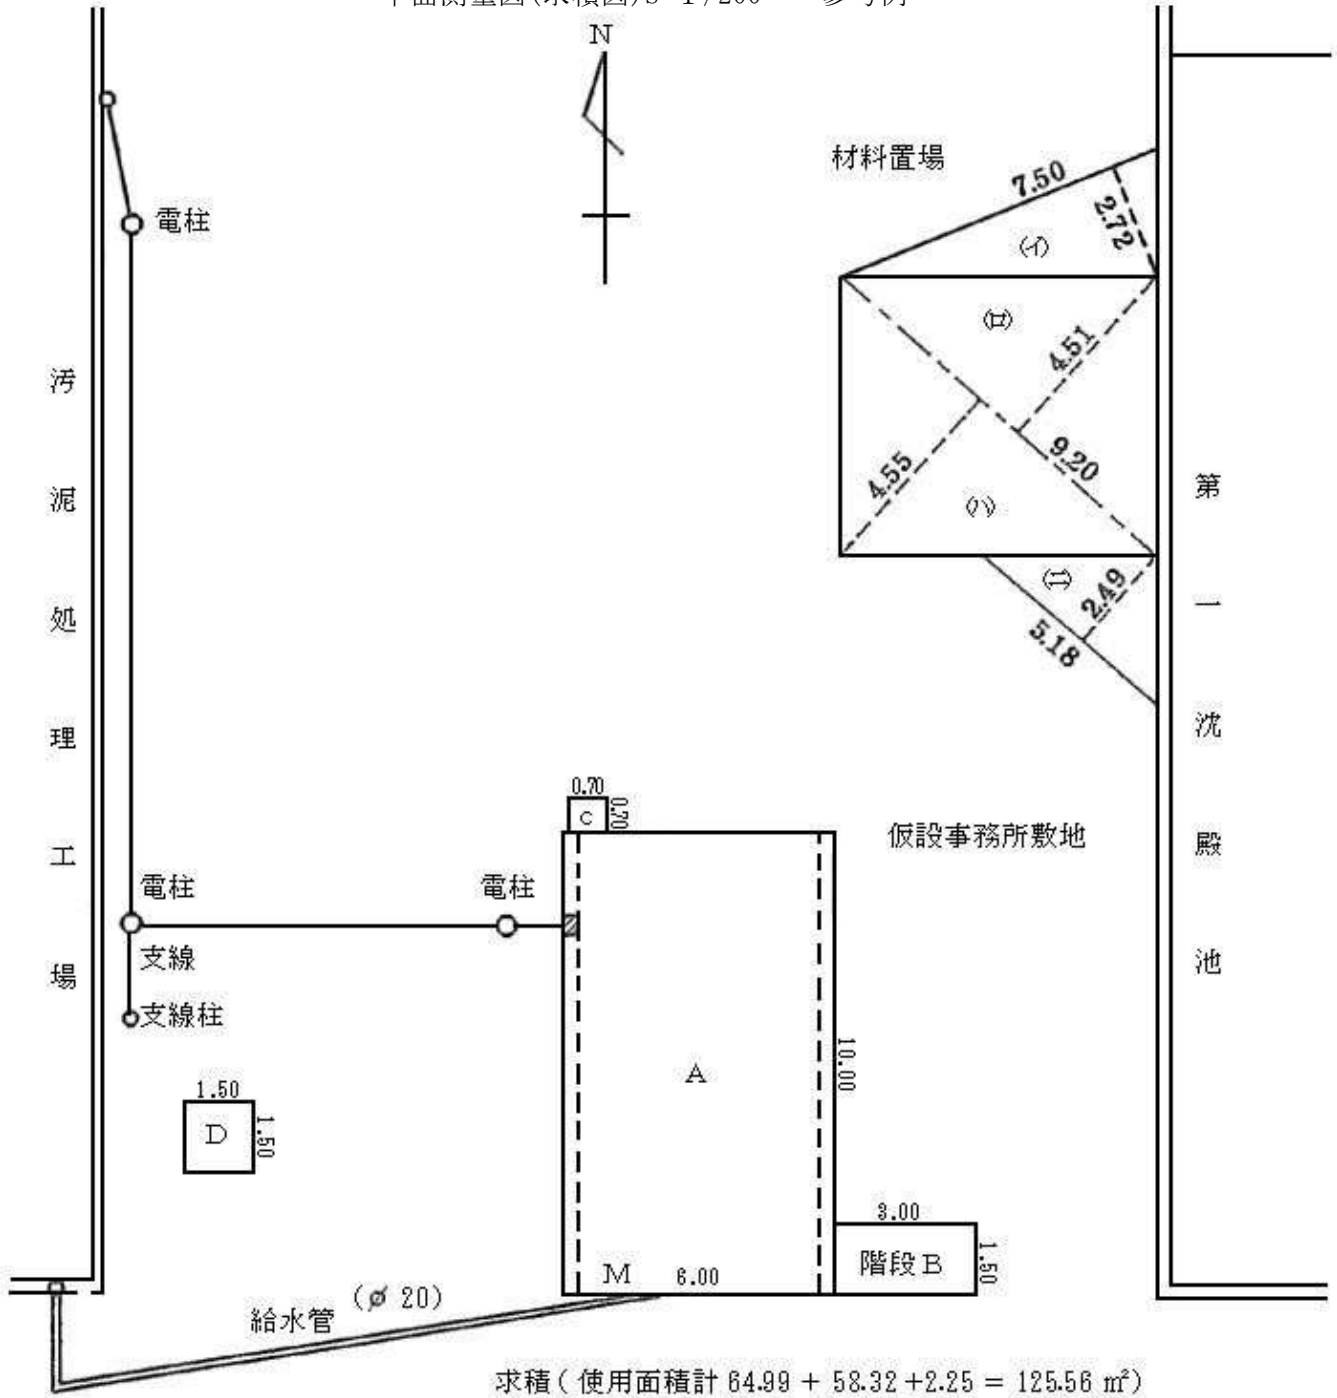 N
材料置場
7.50
2.72
(イ)
電柱
(ロ)
4.51
汚泥処理工場
9.20
4.55
第一沈殿池
(ハ)
(ニ)
2.49
5.18
0.70
0.70
C
仮設事務所敷地
電柱
電柱
支線
支線柱
10.00
A
1.50
1.50
D
3.00
階段B
1.50
M
6.00
(φ 20)
給水管
求積 ( 使用面積計 64.99 + 58.32 +2.25 = 125.56 ㎡)